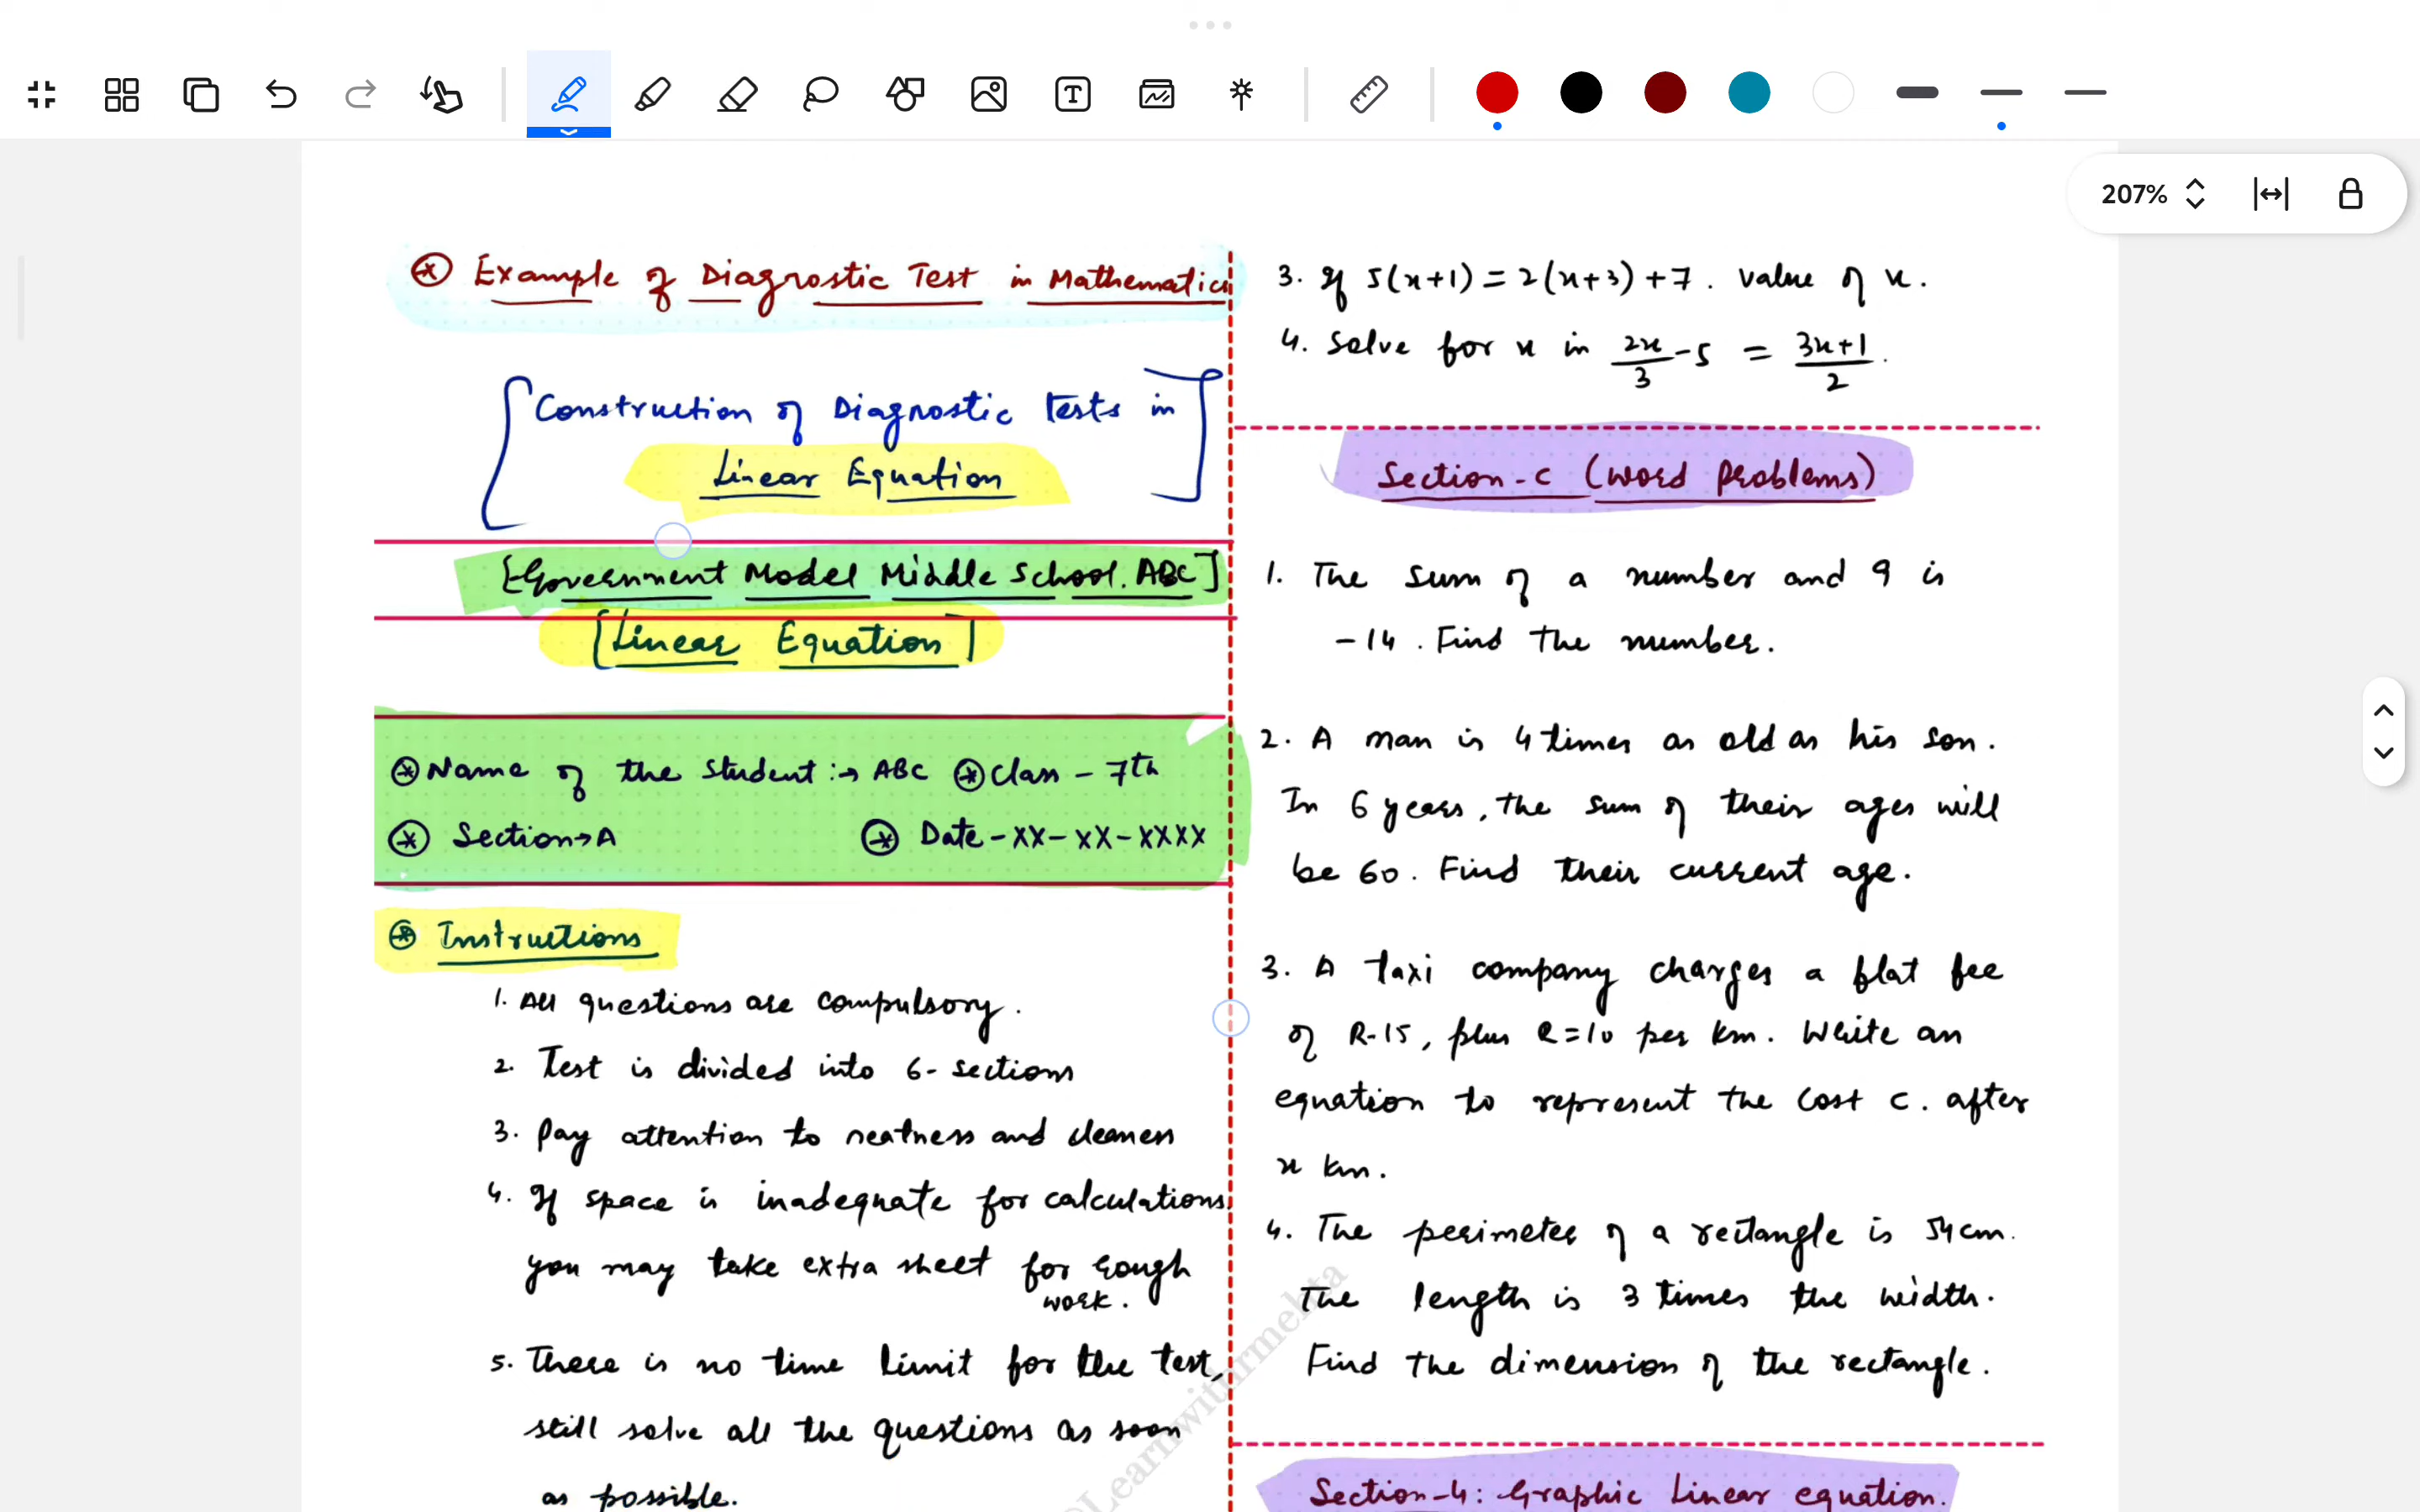 207%
⊛ Example of Diagnostic Test in Mathematics
[Construction of Diagnostic Tests in
Linear Equation]
[Government Model Middle School. ABC]
[Linear Equation]
⊛ Name of the Student :→ ABC ⊛ Class - 7th
⊛ Section → A ⊛ Date - XX - XX - XXXX
⊛ Instructions
1. All questions are compulsory.
2. Test is divided into 6- sections
3. Pay attention to neatness and cleaness
4. If space is inadequate for calculations.
you may take extra sheet for rough
work.
5. There is no time limit for the test,
still solve all the questions as soon
as possible.
3. If 5(x+1) = 2(x+3) +7. value of x.
4. Solve for x in 2x/3 - 5 = 3x+1/2.
Section - C (Word Problems)
1. The sum of a number and 9 is
-14. Find the number.
2. A man is 4 times as old as his son.
In 6 years, the sum of their ages will
be 60. Find their current age.
3. A taxi company charges a flat fee
of R-15, plus R=10 per km. Write an
equation to represent the cost c. after
x km.
4. The perimeter of a rectangle is 54cm.
The length is 3 times the width.
Find the dimension of the rectangle.
Section-4: Graphic Linear equation.
@Learnwithrmehta